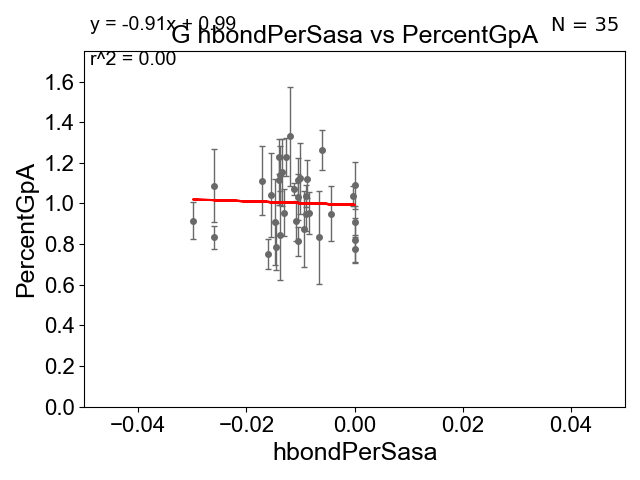 y = -0.91x + 0.99
N = 35
G hbondPerSasa vs PercentGpA
r^2 = 0.00
1.6
1.4
1.2
1.0
0.8
0.6
0.4
0.2
0.0
PercentGpA
−0.04 −0.02 0.00 0.02 0.04
hbondPerSasa